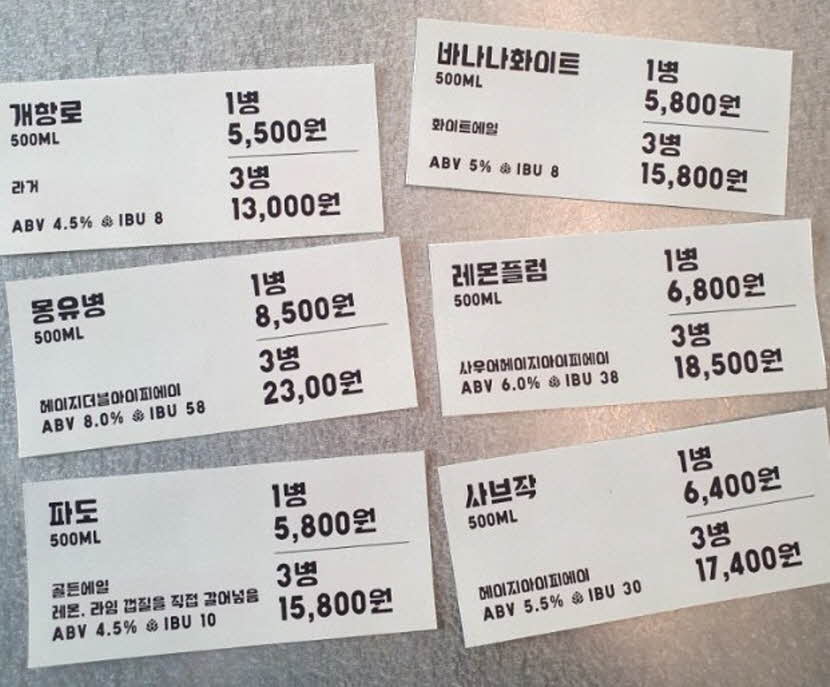 개항로
500ML
라거
ABV 4.5% IBU 8
1병
5,500원
3병
13,000원
바나나화이트
500ML
화이트에일
ABV 5% IBU 8
1병
5,800원
3병
15,800원
몽유병
500ML
헤이지더블아이피에이
ABV 8.0% IBU 58
1병
8,500원
3병
23,00원
레몬플럼
500ML
사우어헤이지아이피에이
ABV 6.0% IBU 38
1병
6,800원
3병
18,500원
파도
500ML
골든에일
레몬, 라임 껍질을 직접 갈어넣음
ABV 4.5% IBU 10
1병
5,800원
3병
15,800원
사브작
500ML
헤이지아이피에이
ABV 5.5% IBU 30
1병
6,400원
3병
17,400원